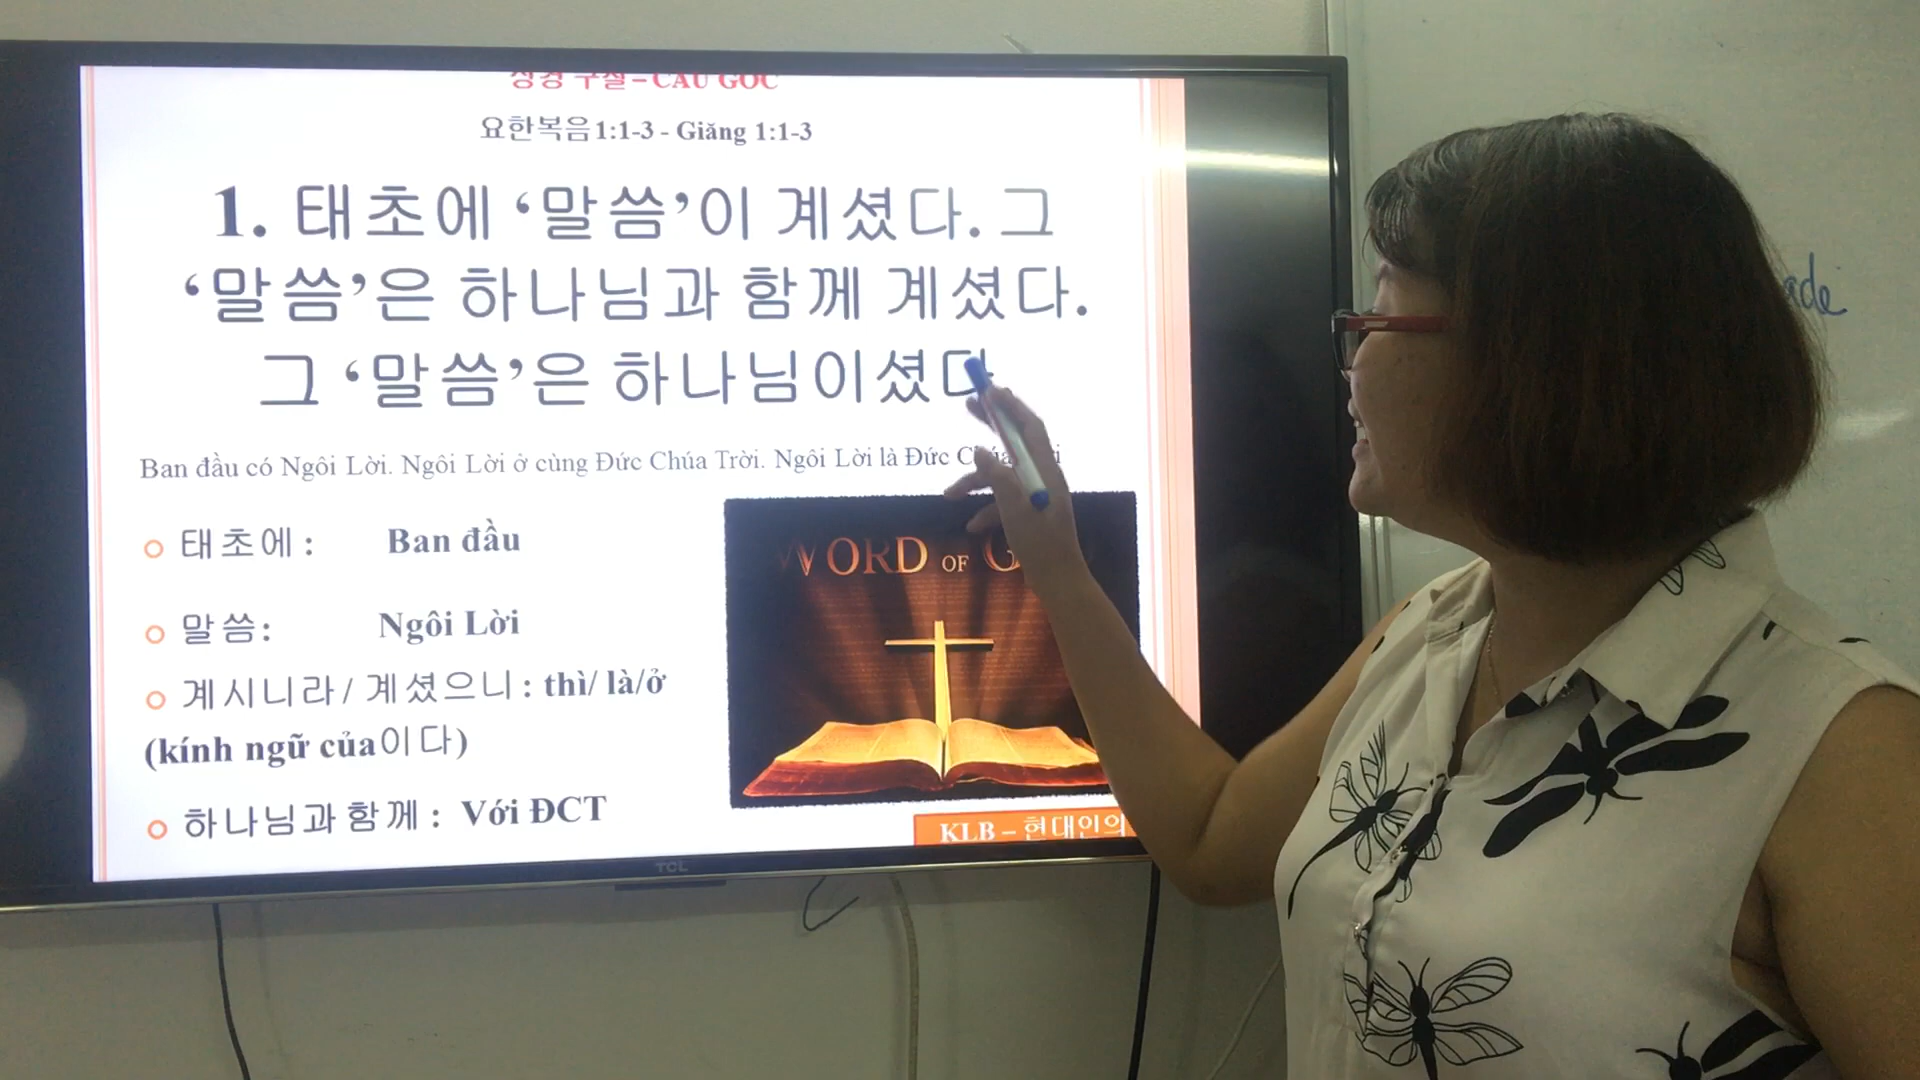 성경 구절 – CÂU GỐC
요한복음 1:1-3 - Giăng 1:1-3
1. 태초에 ‘말씀’이 계셨다. 그
‘말씀’은 하나님과 함께 계셨다.
그 ‘말씀’은 하나님이셨다
Ban đầu có Ngôi Lời. Ngôi Lời ở cùng Đức Chúa Trời. Ngôi Lời là Đức
태초에 : Ban đầu
말씀: Ngôi Lời
계시니라 / 계셨으니 : thì/ là/ở
(kính ngữ của이다)
하나님과 함께 : Với ĐCT
WORD OF
KLB – 현대인의
TCL
ade